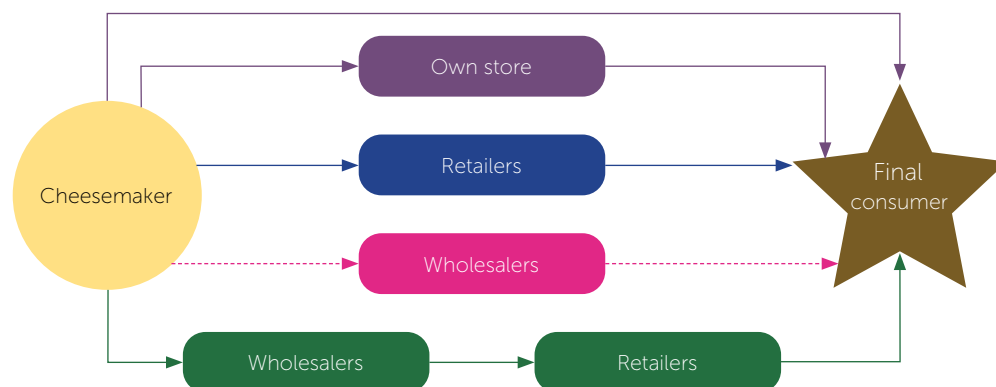 Own store
Retailers
Cheesemaker
Final
consumer
Wholesalers
Wholesalers
Retailers